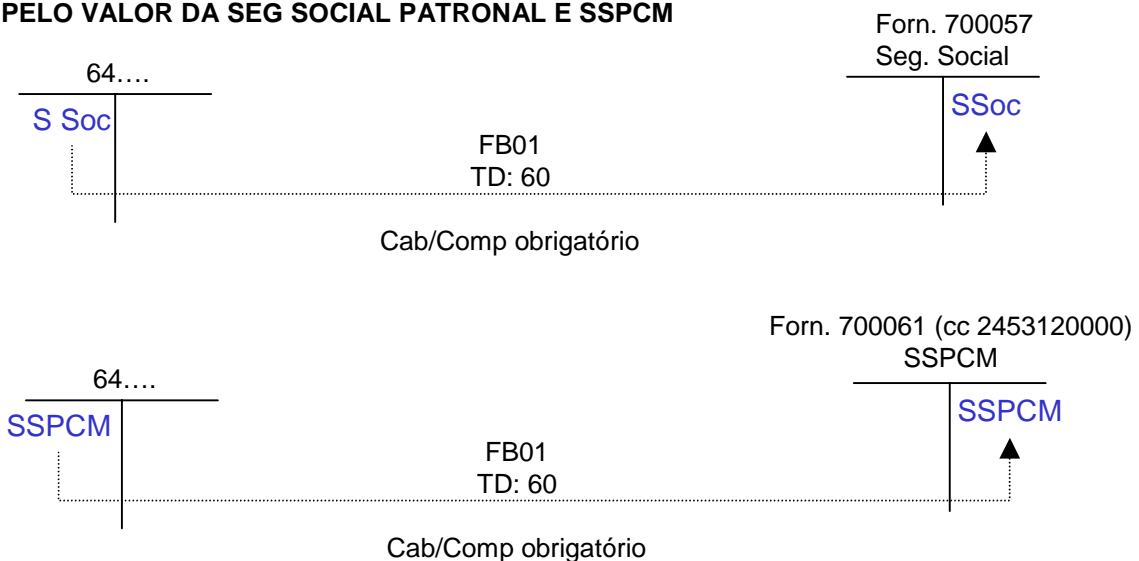 PELO VALOR DA SEG SOCIAL PATRONAL E SSPCM
Forn. 700057
Seg. Social
64….
S Soc
SSoc
FB01
TD: 60
Cab/Comp obrigatório
Forn. 700061 (cc 2453120000)
SSPCM
64….
SSPCM
SSPCM
FB01
TD: 60
Cab/Comp obrigatório